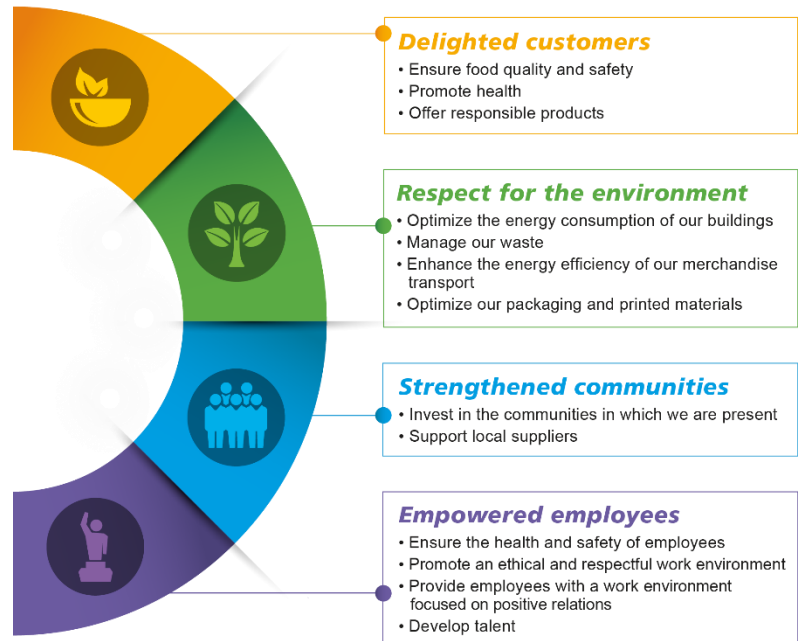 Delighted customers
• Ensure food quality and safety
• Promote health
• Offer responsible products
Respect for the environment
• Optimize the energy consumption of our buildings
• Manage our waste
• Enhance the energy efficiency of our merchandise
transport
• Optimize our packaging and printed materials
Strengthened communities
• Invest in the communities in which we are present
• Support local suppliers
Empowered employees
• Ensure the health and safety of employees
• Promote an ethical and respectful work environment
• Provide employees with a work environment
focused on positive relations
• Develop talent